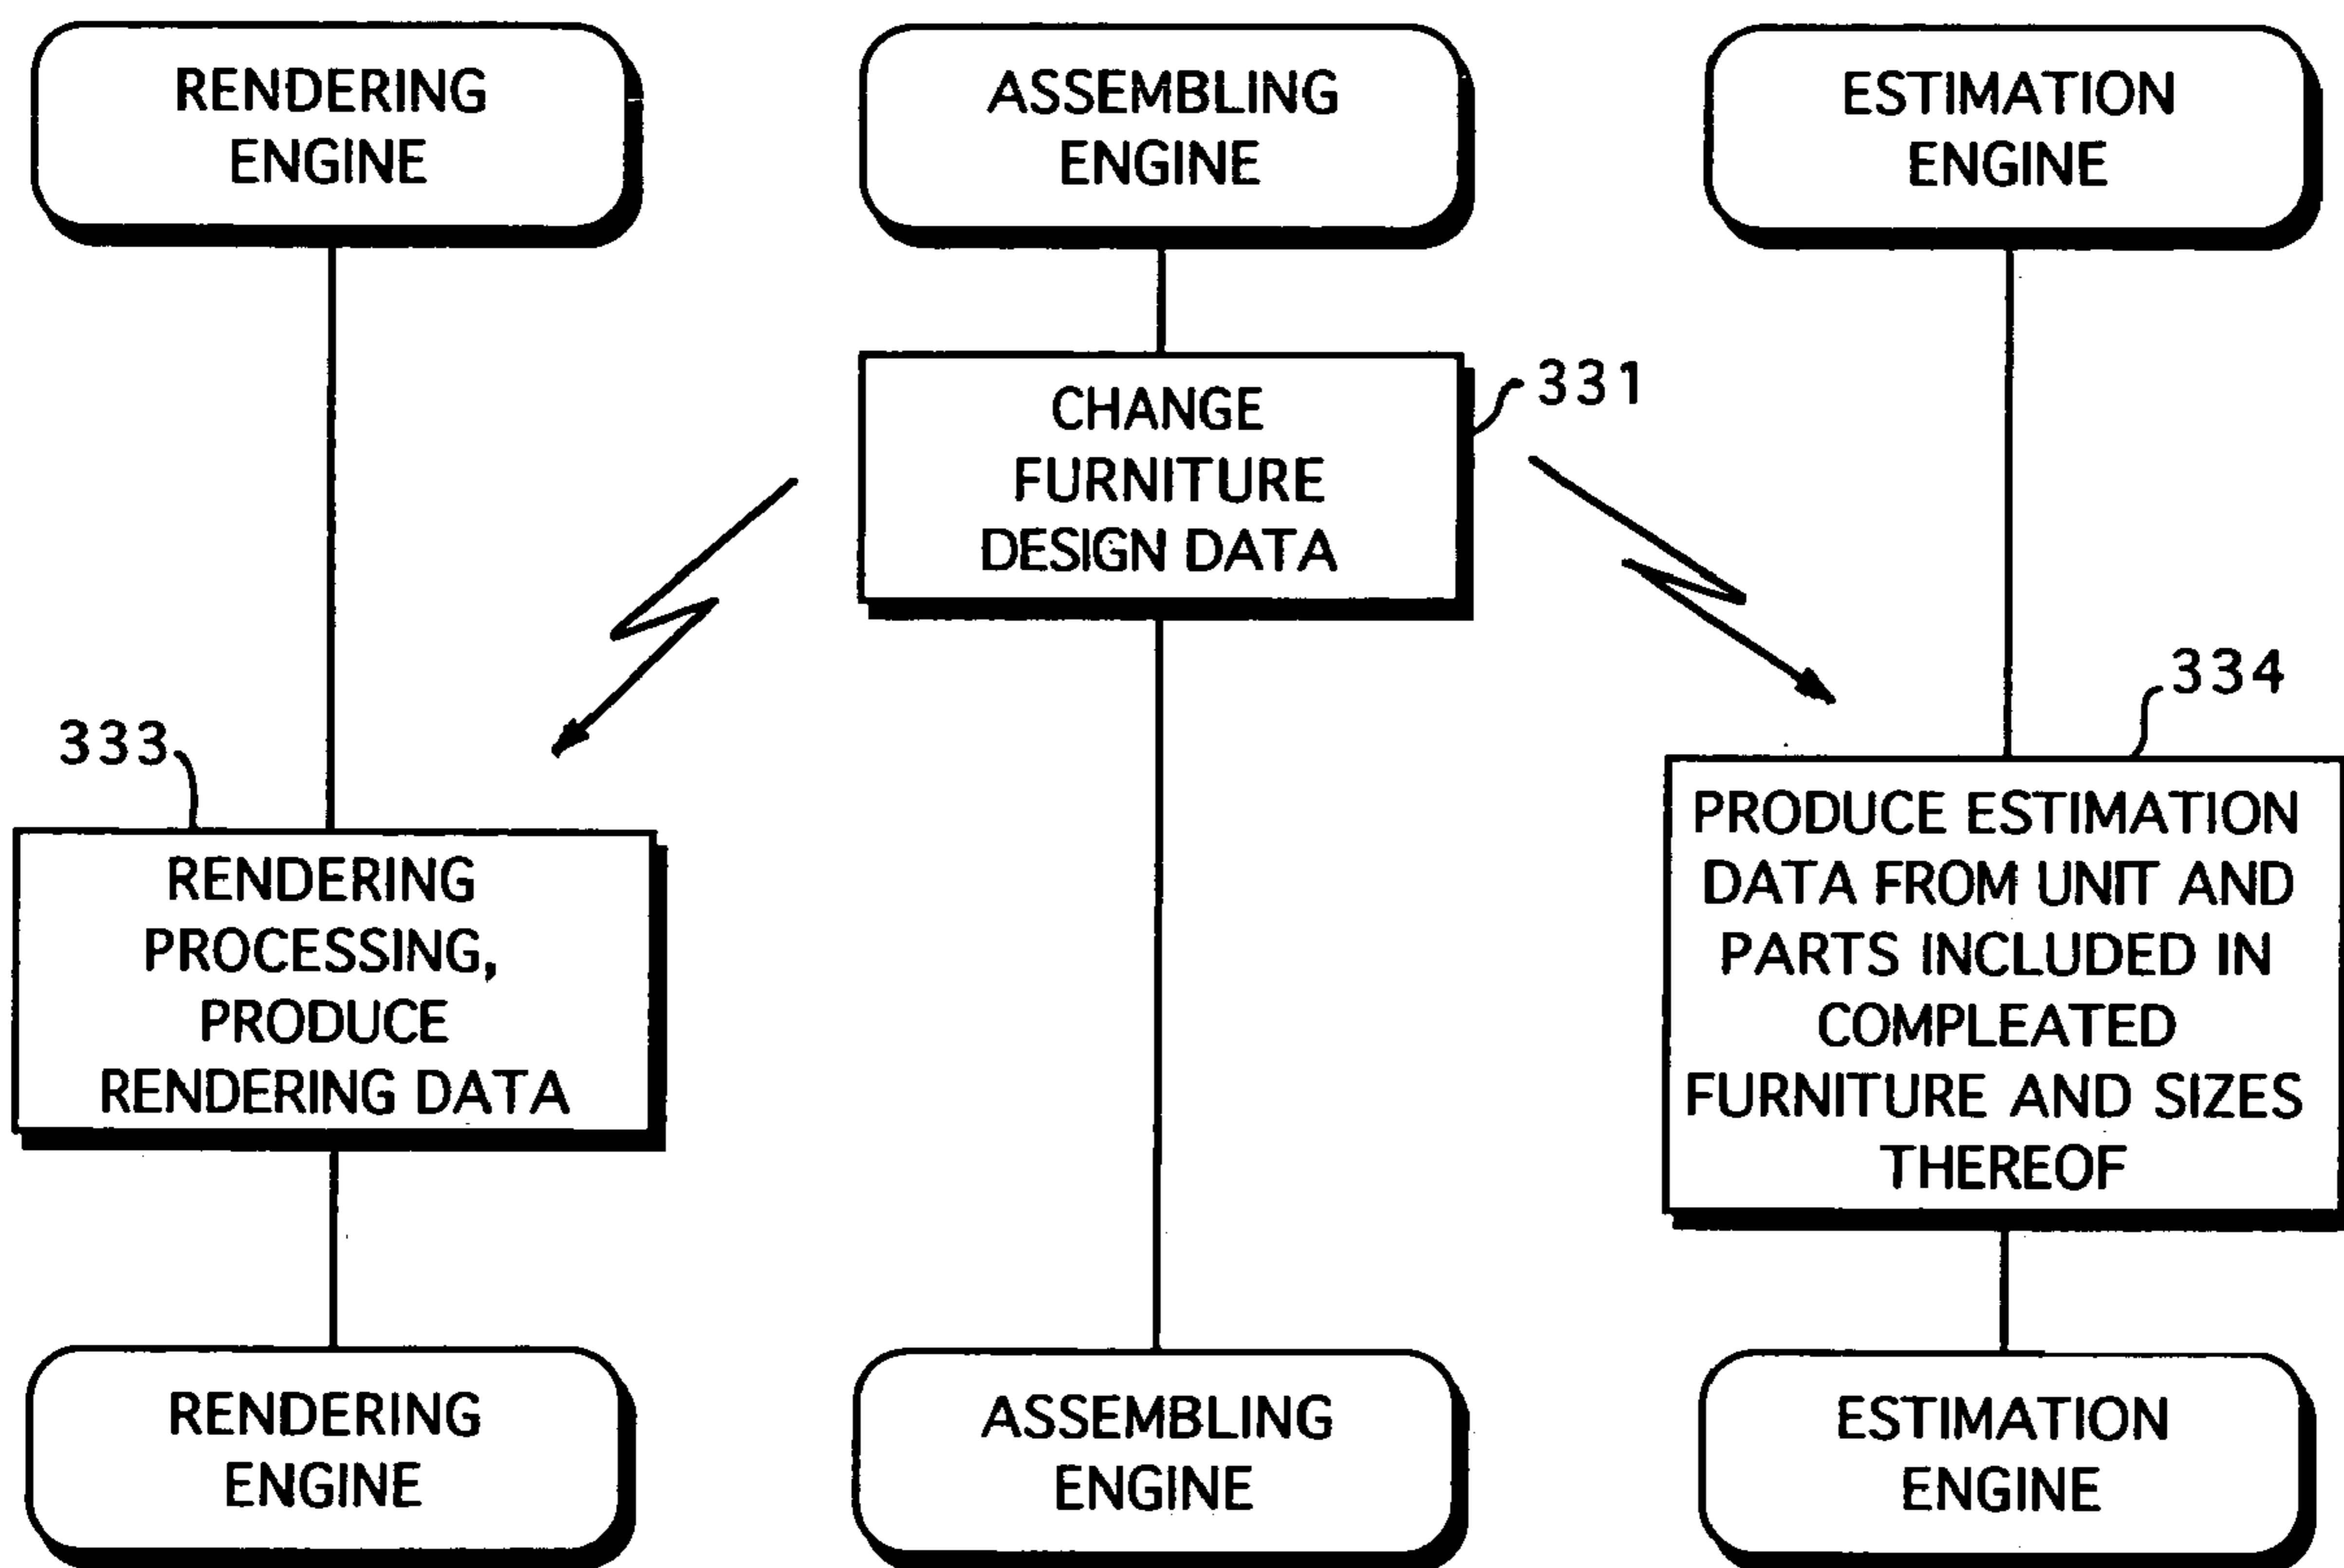 RENDERING
ENGINE
ASSEMBLING
ENGINE
ESTIMATION
ENGINE
CHANGE
FURNITURE
DESIGN DATA
331
333
RENDERING
PROCESSING,
PRODUCE
RENDERING DATA
334
PRODUCE ESTIMATION
DATA FROM UNIT AND
PARTS INCLUDED IN
COMPLEATED
FURNITURE AND SIZES
THEREOF
RENDERING
ENGINE
ASSEMBLING
ENGINE
ESTIMATION
ENGINE